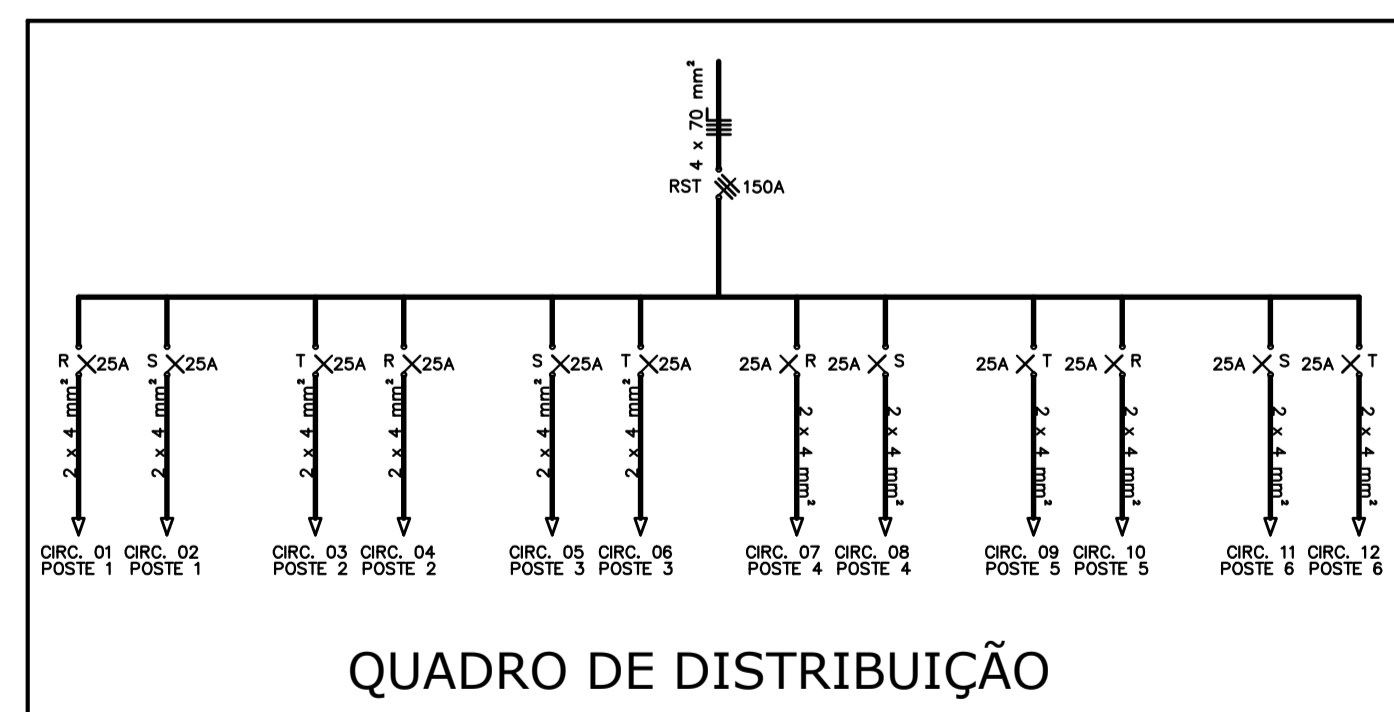 4 x 70 mm²
RST 150A
R 25A S 25A T 25A R 25A S 25A T 25A 25A R 25A S 25A T 25A R 25A S 25A T
2 x 4 mm²
2 x 4 mm²
2 x 4 mm²
2 x 4 mm²
2 x 4 mm²
2 x 4 mm²
2 x 4 mm²
2 x 4 mm²
2 x 4 mm²
2 x 4 mm²
2 x 4 mm²
2 x 4 mm²
CIRC. 01 CIRC. 02 CIRC. 03 CIRC. 04 CIRC. 05 CIRC. 06 CIRC. 07 CIRC. 08 CIRC. 09 CIRC. 10 CIRC. 11 CIRC. 12
POSTE 1 POSTE 1 POSTE 2 POSTE 2 POSTE 3 POSTE 3 POSTE 4 POSTE 4 POSTE 5 POSTE 5 POSTE 6 POSTE 6
QUADRO DE DISTRIBUIÇÃO